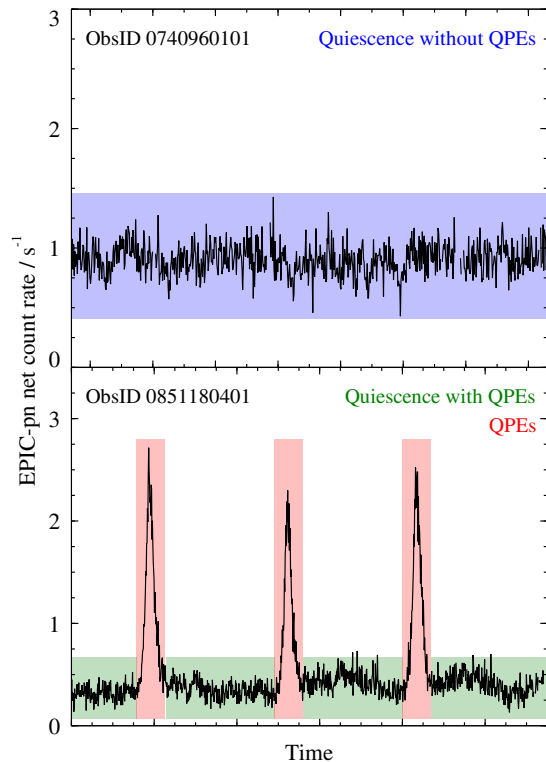 3
ObsID 0740960101 Quiescence without QPEs
2
1
0
ObsID 0851180401 Quiescence with QPEs
3 QPEs
2
1
0
EPIC-pn net count rate / s⁻¹
Time